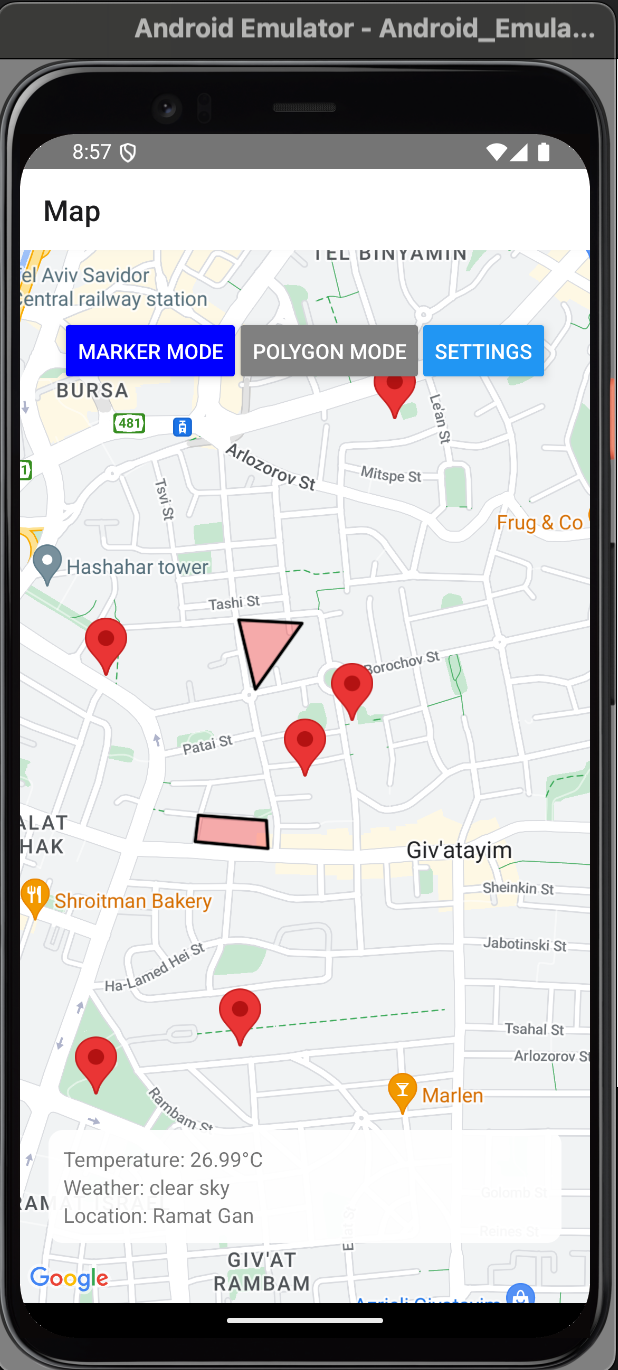 Android Emulator - Android_Emula...
8:57
Map
TEL BINYAMIN
Tel Aviv Savidor
Central railway station
MARKER MODE
POLYGON MODE
SETTINGS
BURSA
481
Le'an St
Arlozorov St
Mitspe St
1
Tsvi St
Frug & Co
Hashahar tower
Tashi St
Borochov St
Patai St
ALAT
HAK
Giv'atayim
Sheinkin St
Shroitman Bakery
Jabotinski St
Ha-Lamed Hei St
Tsahal St
Arlozorov St
Marlen
Rambam St
Temperature: 26.99°C
Weather: clear sky
Location: Ramat Gan
Golomb St
Reines St
GIV'AT
RAMBAM
Google
Azrieli Givatayim